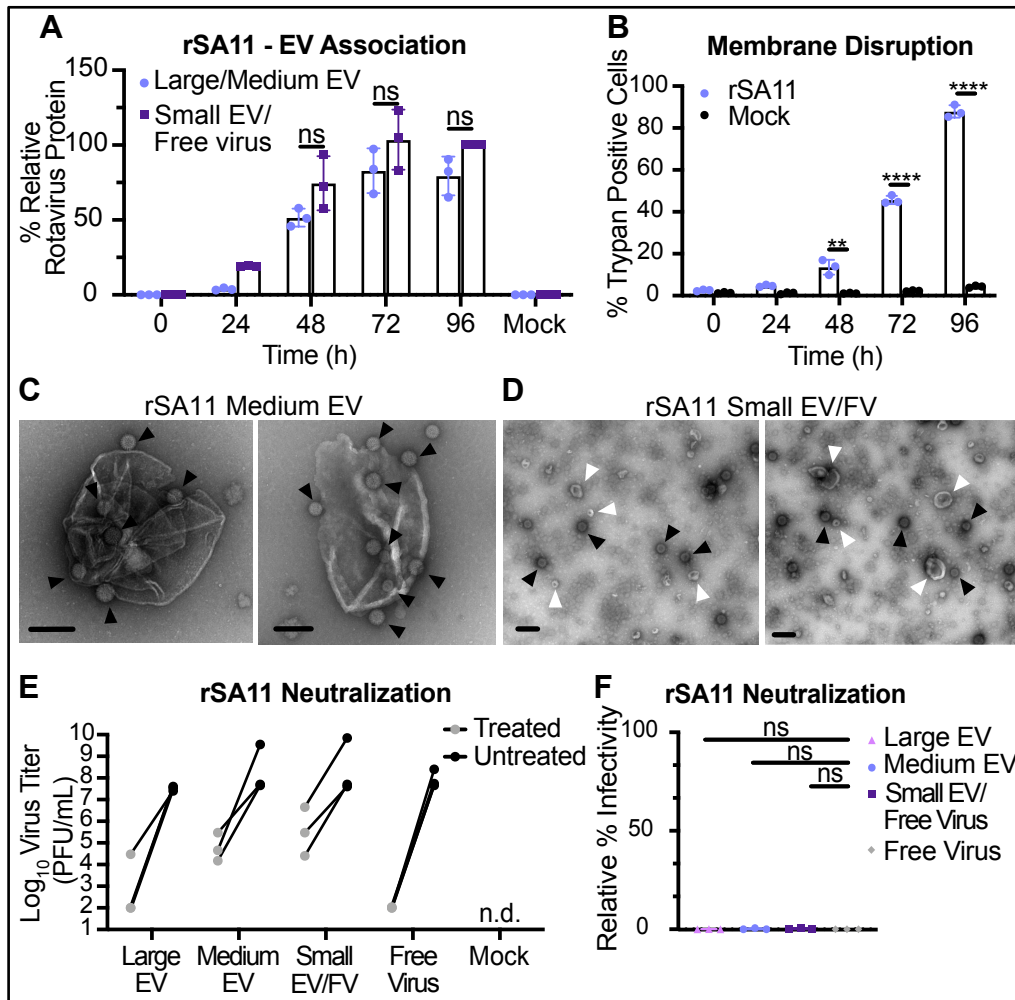 A
rSA11 - EV Association
% Relative
Rotavirus Protein
150
100
50
0
Large/Medium EV
Small EV/
Free virus
ns
ns
ns
0 24 48 72 96 Mock
Time (h)
B
Membrane Disruption
% Trypan Positive Cells
100
80
60
40
20
0
rSA11
Mock
**
****
****
0 24 48 72 96
Time (h)
C
rSA11 Medium EV
D
rSA11 Small EV/FV
E
rSA11 Neutralization
Log10 Virus Titer
(PFU/mL)
10
9
8
7
6
5
4
3
2
1
Treated
Untreated
n.d.
Large
EV
Medium
EV
Small
EV/FV
Free
Virus
Mock
F
rSA11 Neutralization
Relative % Infectivity
100
50
0
ns
ns
ns
Large EV
Medium EV
Small EV/
Free Virus
Free Virus